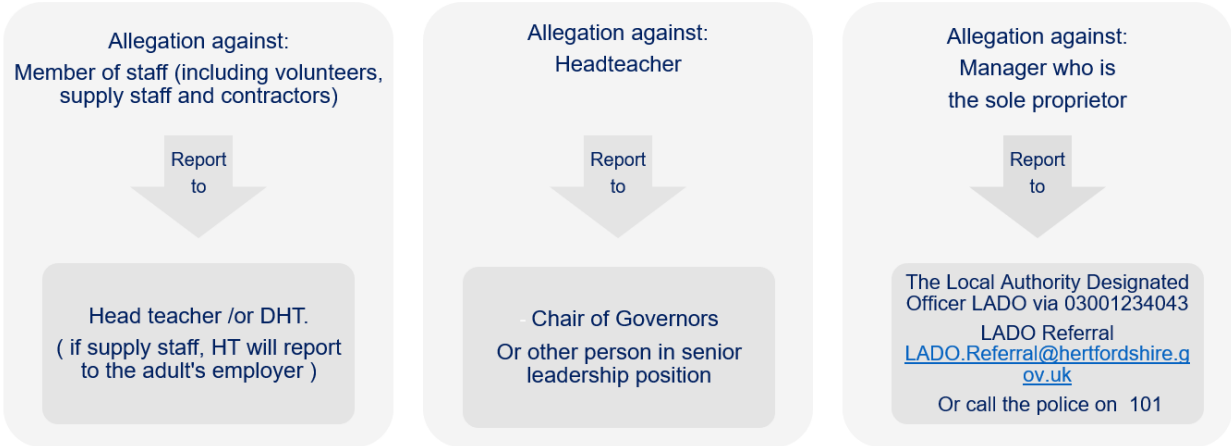 Allegation against:
Member of staff (including volunteers,
supply staff and contractors)
Report
to
Head teacher /or DHT.
( if supply staff, HT will report
to the adult's employer )
Allegation against:
Headteacher
Report
to
- Chair of Governors
Or other person in senior
leadership position
Allegation against:
Manager who is
the sole proprietor
Report
to
The Local Authority Designated
Officer LADO via 03001234043
LADO Referral
LADO.Referral@hertfordshire.g
ov.uk
Or call the police on 101